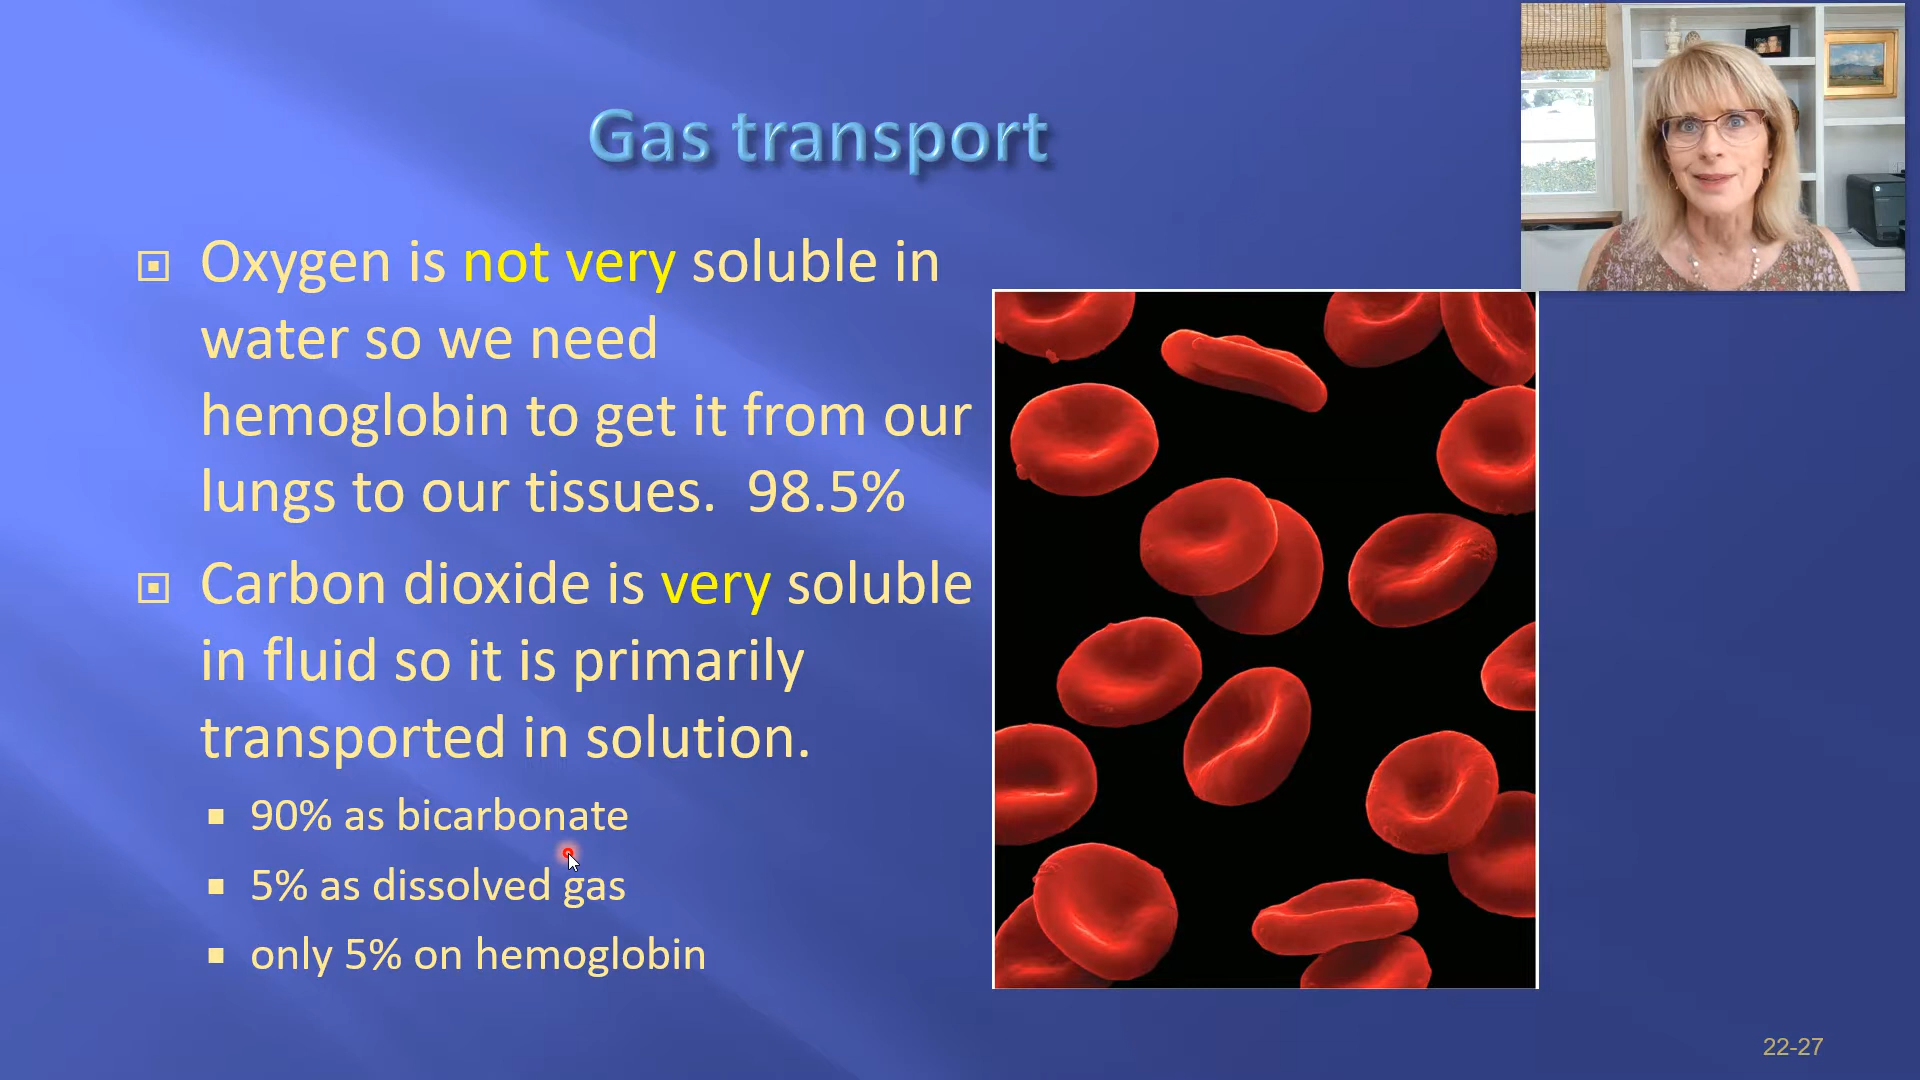 Gas transport
Oxygen is not very soluble in
water so we need
hemoglobin to get it from our
lungs to our tissues.  98.5%
Carbon dioxide is very soluble
in fluid so it is primarily
transported in solution.
90% as bicarbonate
5% as dissolved gas
only 5% on hemoglobin
22-27